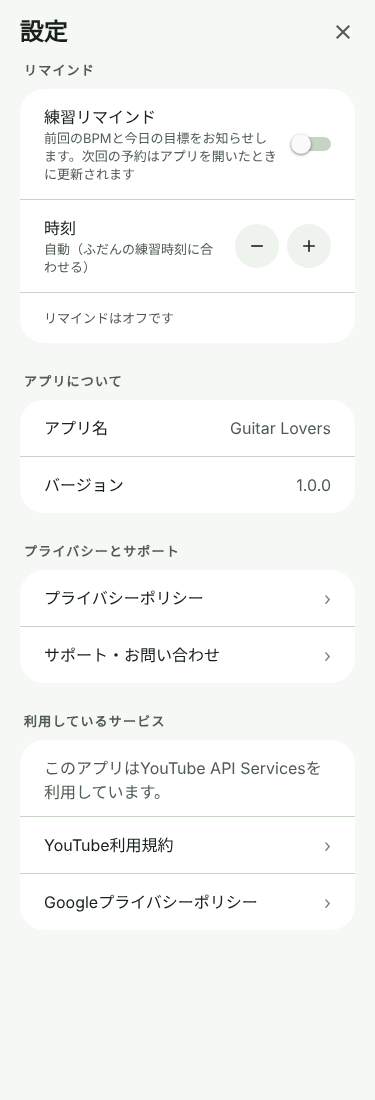 設定
リマインド
練習リマインド
前回のBPMと今日の目標をお知らせし
ます。次回の予約はアプリを開いたとき
に更新されます
時刻
自動（ふだんの練習時刻に合
わせる）
リマインドはオフです
アプリについて
アプリ名 Guitar Lovers
バージョン 1.0.0
プライバシーとサポート
プライバシーポリシー
サポート・お問い合わせ
利用しているサービス
このアプリはYouTube API Servicesを
利用しています。
YouTube利用規約
Googleプライバシーポリシー